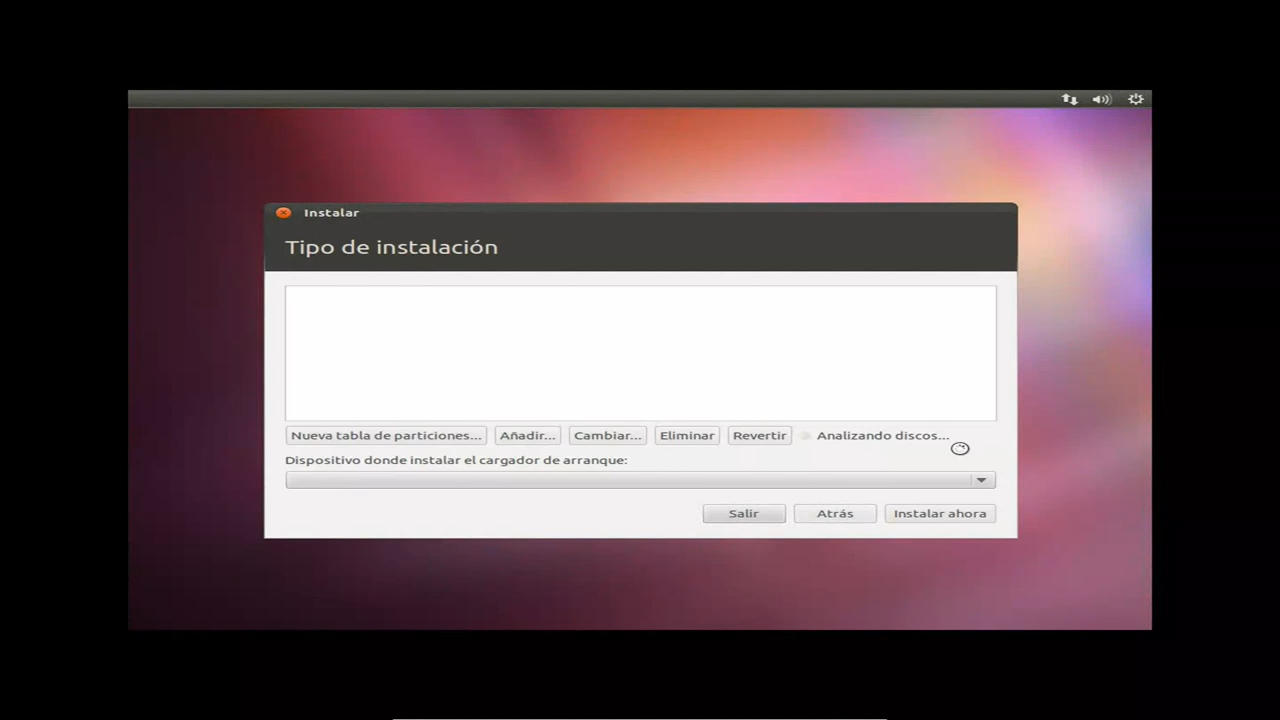 Instalar
Tipo de instalación
Nueva tabla de particiones... Añadir... Cambiar... Eliminar Revertir Analizando discos...
Dispositivo donde instalar el cargador de arranque:
Salir Atrás Instalar ahora